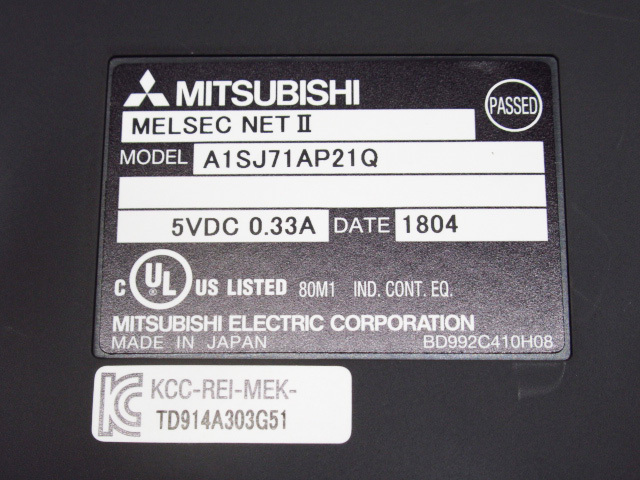 MITSUBISHI
PASSED
MELSEC NET II
MODEL A1SJ71AP21Q
5VDC 0.33A DATE 1804
C UL US LISTED 80M1 IND. CONT. EQ.
MITSUBISHI ELECTRIC CORPORATION
MADE IN JAPAN BD992C410H08
KCC-REI-MEK-
TD914A303G51